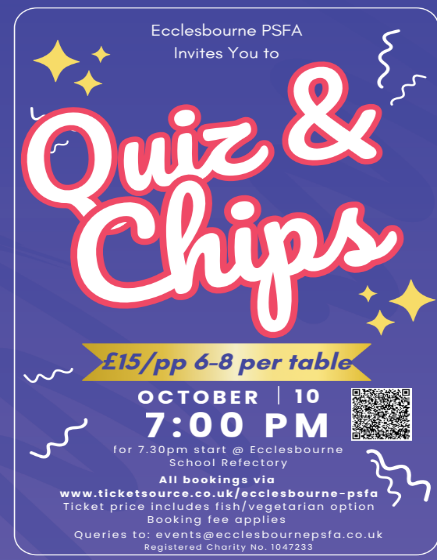 Ecclesbourne PSFA
Invites You to
Quiz &
Chips
£15/pp 6-8 per table
OCTOBER | 10
7:00 PM
for 7.30pm start @ Ecclesbourne
School Refectory
All bookings via
www.ticketsource.co.uk/ecclesbourne-psfa
Ticket price includes fish/vegetarian option
Booking fee applies
Queries to: events@ecclesbournepsfa.co.uk
Registered Charity No. 1047233